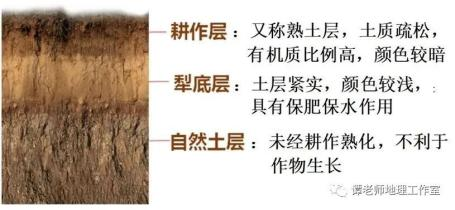 耕作层：又称熟土层，土质疏松，
有机质比例高，颜色较暗
犁底层：土层紧实，颜色较浅，
具有保肥保水作用
自然土层：未经耕作熟化，不利于
作物生长
谭老师地理工作室